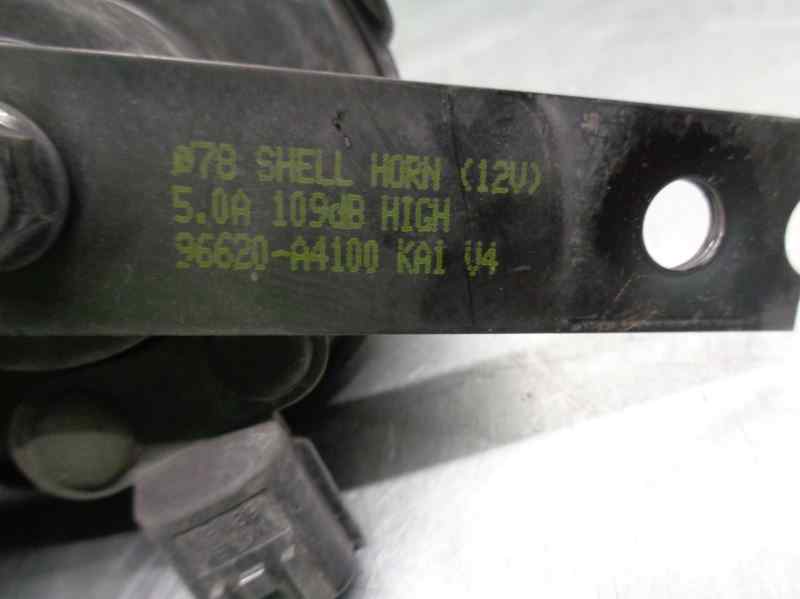 ø78 SHELL HORN (12V)
5.0A 109dB HIGH
96620-A4100 KAI V4